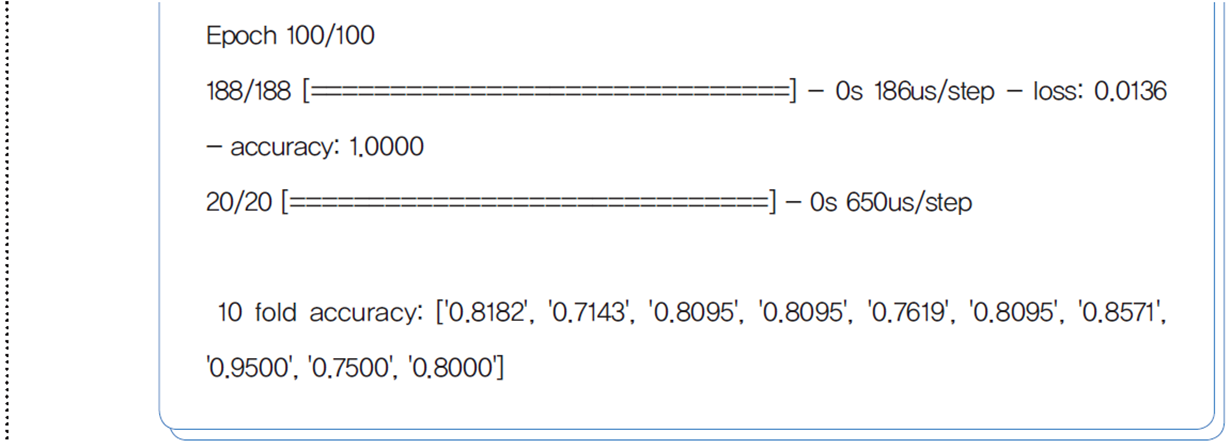 Epoch 100/100
188/188 [==============================] - 0s 186us/step - loss: 0.0136
- accuracy: 1.0000
20/20 [==============================] - 0s 650us/step
10 fold accuracy: ['0.8182', '0.7143', '0.8095', '0.8095', '0.7619', '0.8095', '0.8571',
'0.9500', '0.7500', '0.8000']